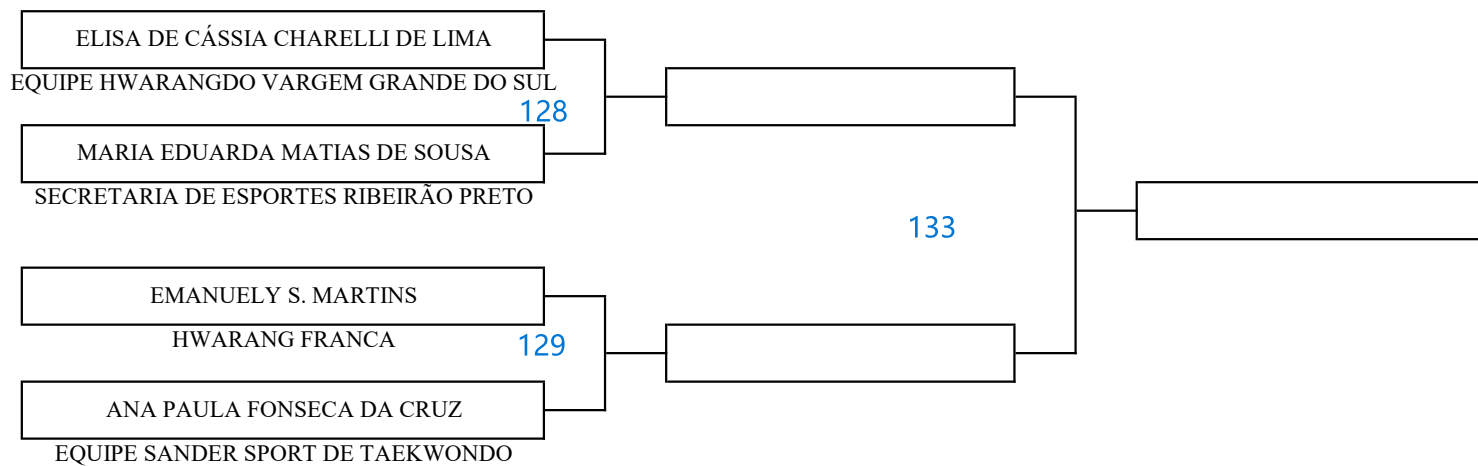 ELISA DE CÁSSIA CHARELLI DE LIMA
EQUIPE HWARANGDO VARGEM GRANDE DO SUL
128
MARIA EDUARDA MATIAS DE SOUSA
SECRETARIA DE ESPORTES RIBEIRÃO PRETO
133
EMANUELY S. MARTINS
HWARANG FRANCA
129
ANA PAULA FONSECA DA CRUZ
EQUIPE SANDER SPORT DE TAEKWONDO